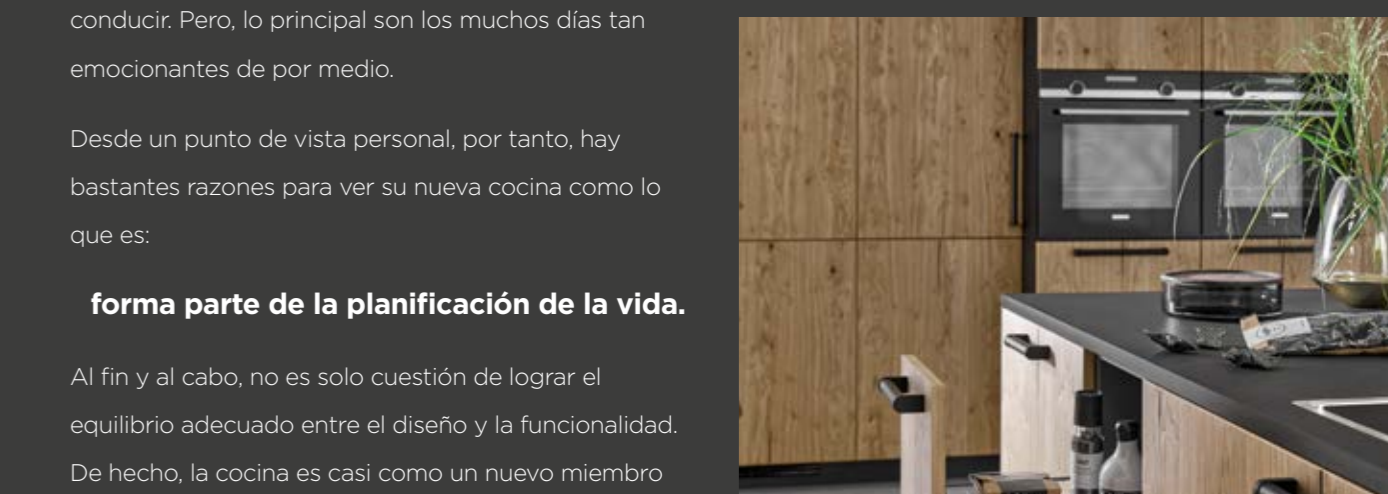 conducir. Pero, lo principal son los muchos días tan
emocionantes de por medio.
Desde un punto de vista personal, por tanto, hay
bastantes razones para ver su nueva cocina como lo
que es:
forma parte de la planificación de la vida.
Al fin y al cabo, no es solo cuestión de lograr el
equilibrio adecuado entre el diseño y la funcionalidad.
De hecho, la cocina es casi como un nuevo miembro